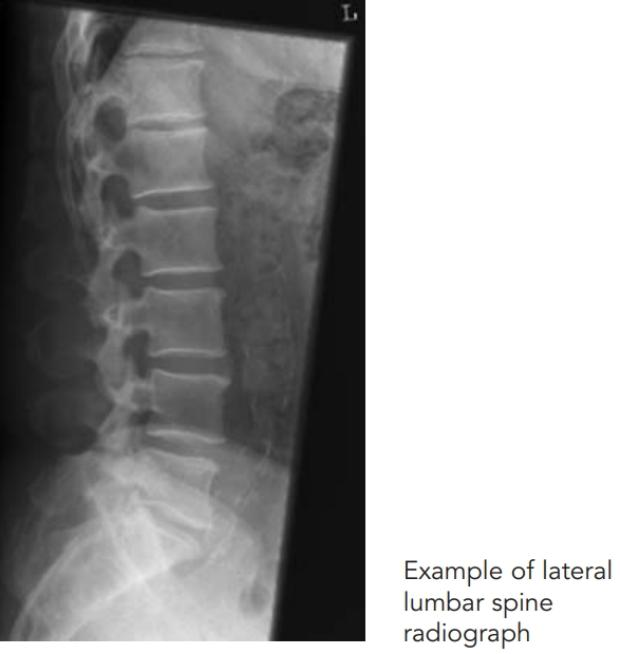 L
Example of lateral
lumbar spine
radiograph